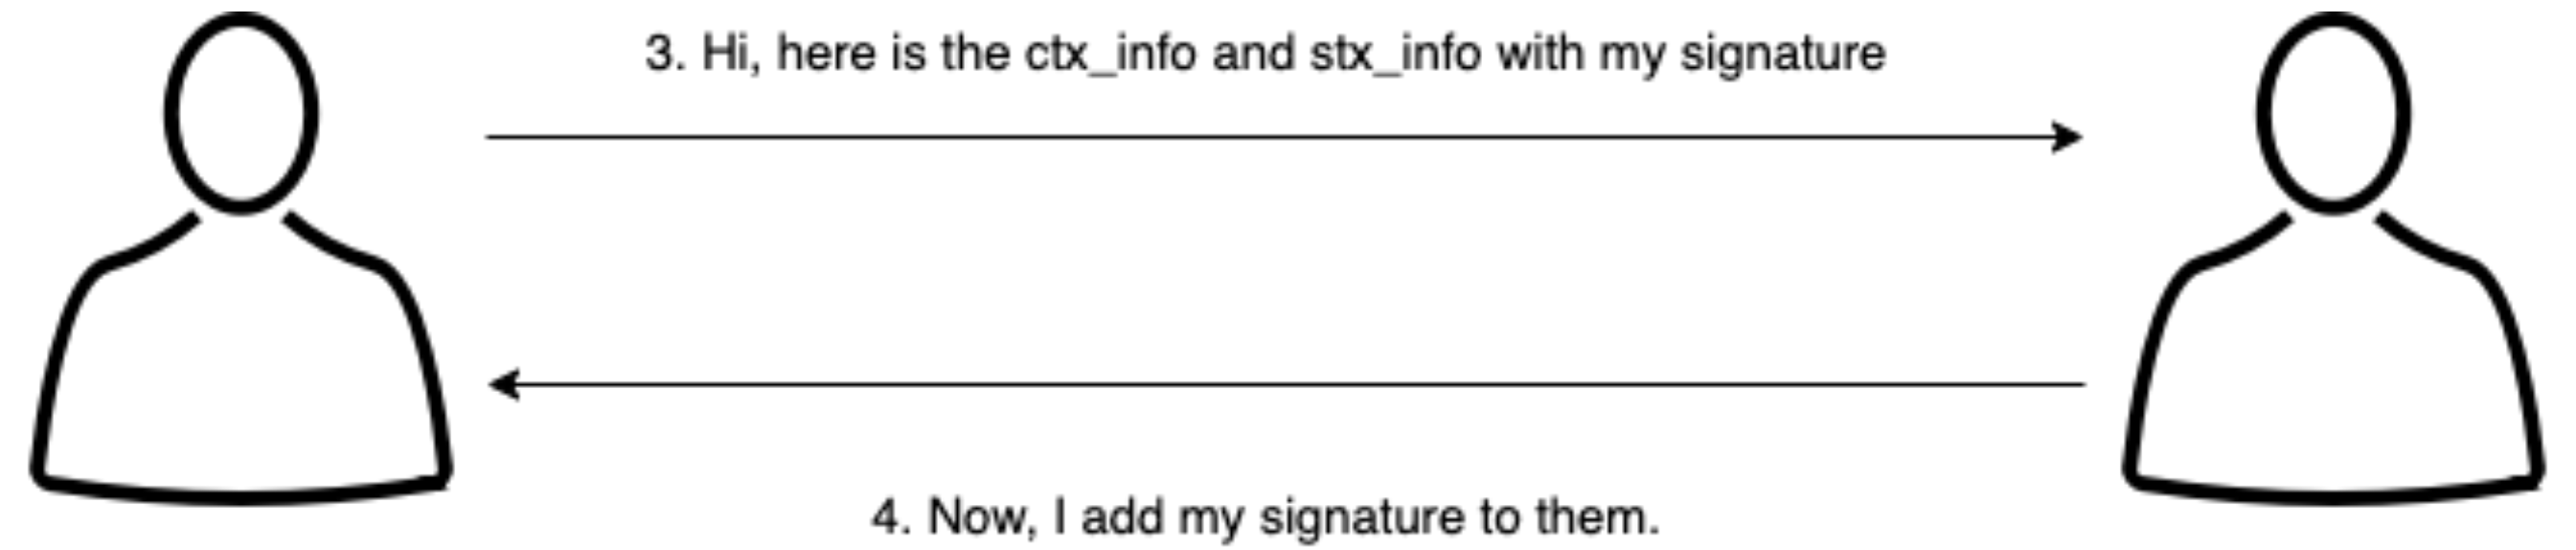 3. Hi, here is the ctx_info and stx_info with my signature
4. Now, I add my signature to them.